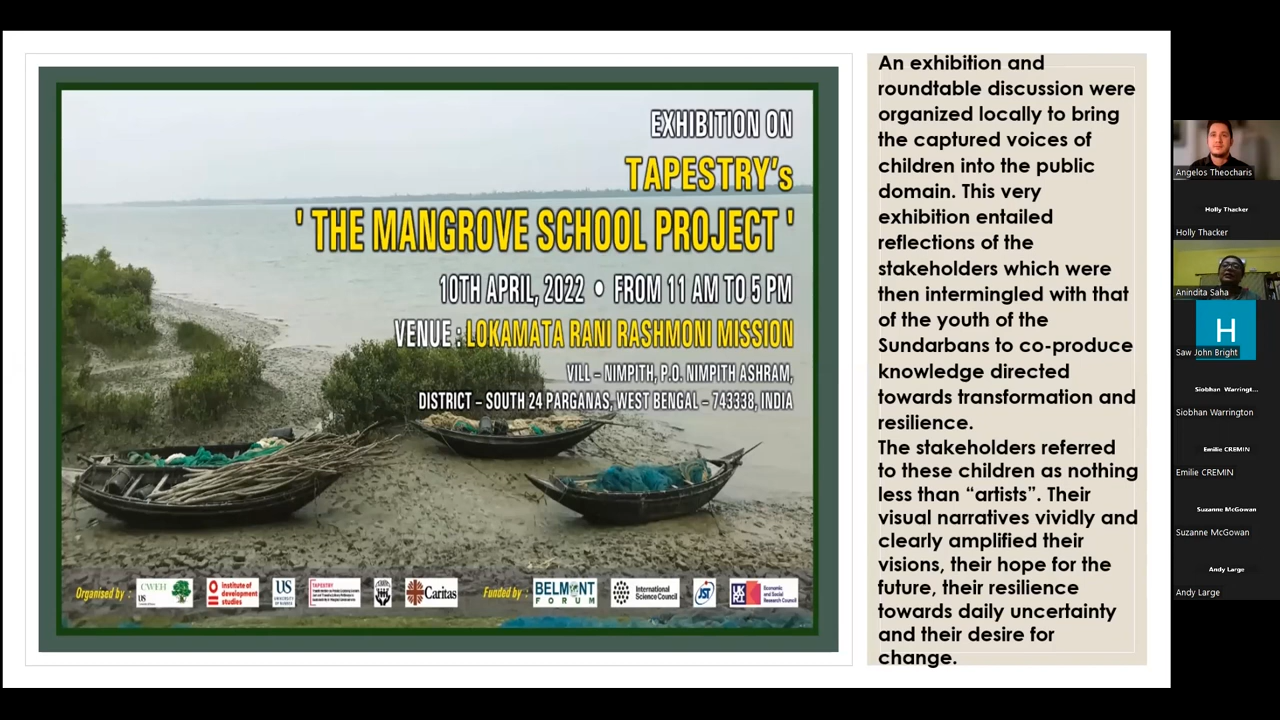 EXHIBITION ON
TAPESTRY's
' THE MANGROVE SCHOOL PROJECT '
10TH APRIL, 2022 • FROM 11 AM TO 5 PM
VENUE : LOKAMATA RANI RASHMONI MISSION
VILL – NIMPITH, P.O. NIMPITH ASHRAM,
DISTRICT – SOUTH 24 PARGANAS, WEST BENGAL – 743338, INDIA
Organised by :
CWEH
US
institute of
development
studies
US
TAPESTRY
Caritas
Funded by :
BELMONT
FORUM
International
Science Council
JST
Economic
and Social
Research Council
An exhibition and
roundtable discussion were
organized locally to bring
the captured voices of
children into the public
domain. This very
exhibition entailed
reflections of the
stakeholders which were
then intermingled with that
of the youth of the
Sundarbans to co-produce
knowledge directed
towards transformation and
resilience.
The stakeholders referred
to these children as nothing
less than “artists”. Their
visual narratives vividly and
clearly amplified their
visions, their hope for the
future, their resilience
towards daily uncertainty
and their desire for
change.
Angelos Theocharis
Holly Thacker
Holly Thacker
Anindita Saha
H
Saw John Bright
Siobhan Warringt...
Siobhan Warrington
Emilie CREMIN
Emilie CREMIN
Suzanne McGowan
Suzanne McGowan
Andy Large
Andy Large